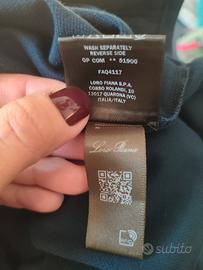 WASH SEPARATELY
REVERSE SIDE
OP COM ** 51900
FAQ4117
LORO PIANA S.P.A.
CORSO ROLANDI, 10
13017 QUARONA (VC)
ITALIA/ITALY
Loro Piana
subito